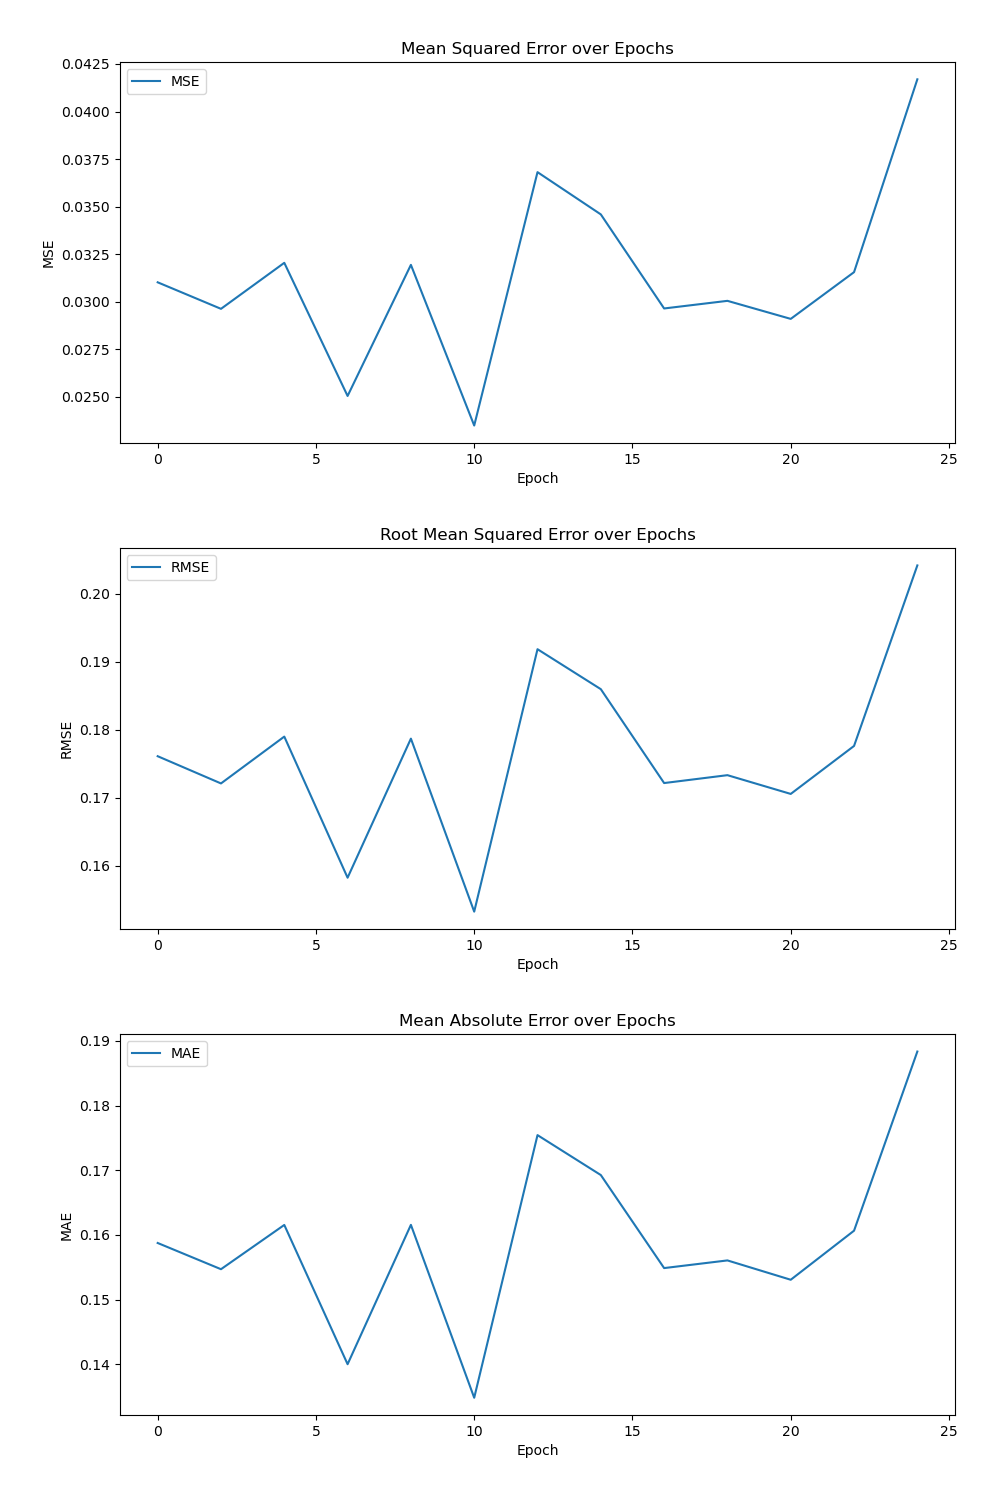 Mean Squared Error over Epochs
MSE
0.0425
0.0400
0.0375
0.0350
0.0325
0.0300
0.0275
0.0250
MSE
0 5 10 15 20 25
Epoch
Root Mean Squared Error over Epochs
RMSE
0.20
0.19
0.18
0.17
0.16
RMSE
0 5 10 15 20 25
Epoch
Mean Absolute Error over Epochs
MAE
0.19
0.18
0.17
0.16
0.15
0.14
MAE
0 5 10 15 20 25
Epoch